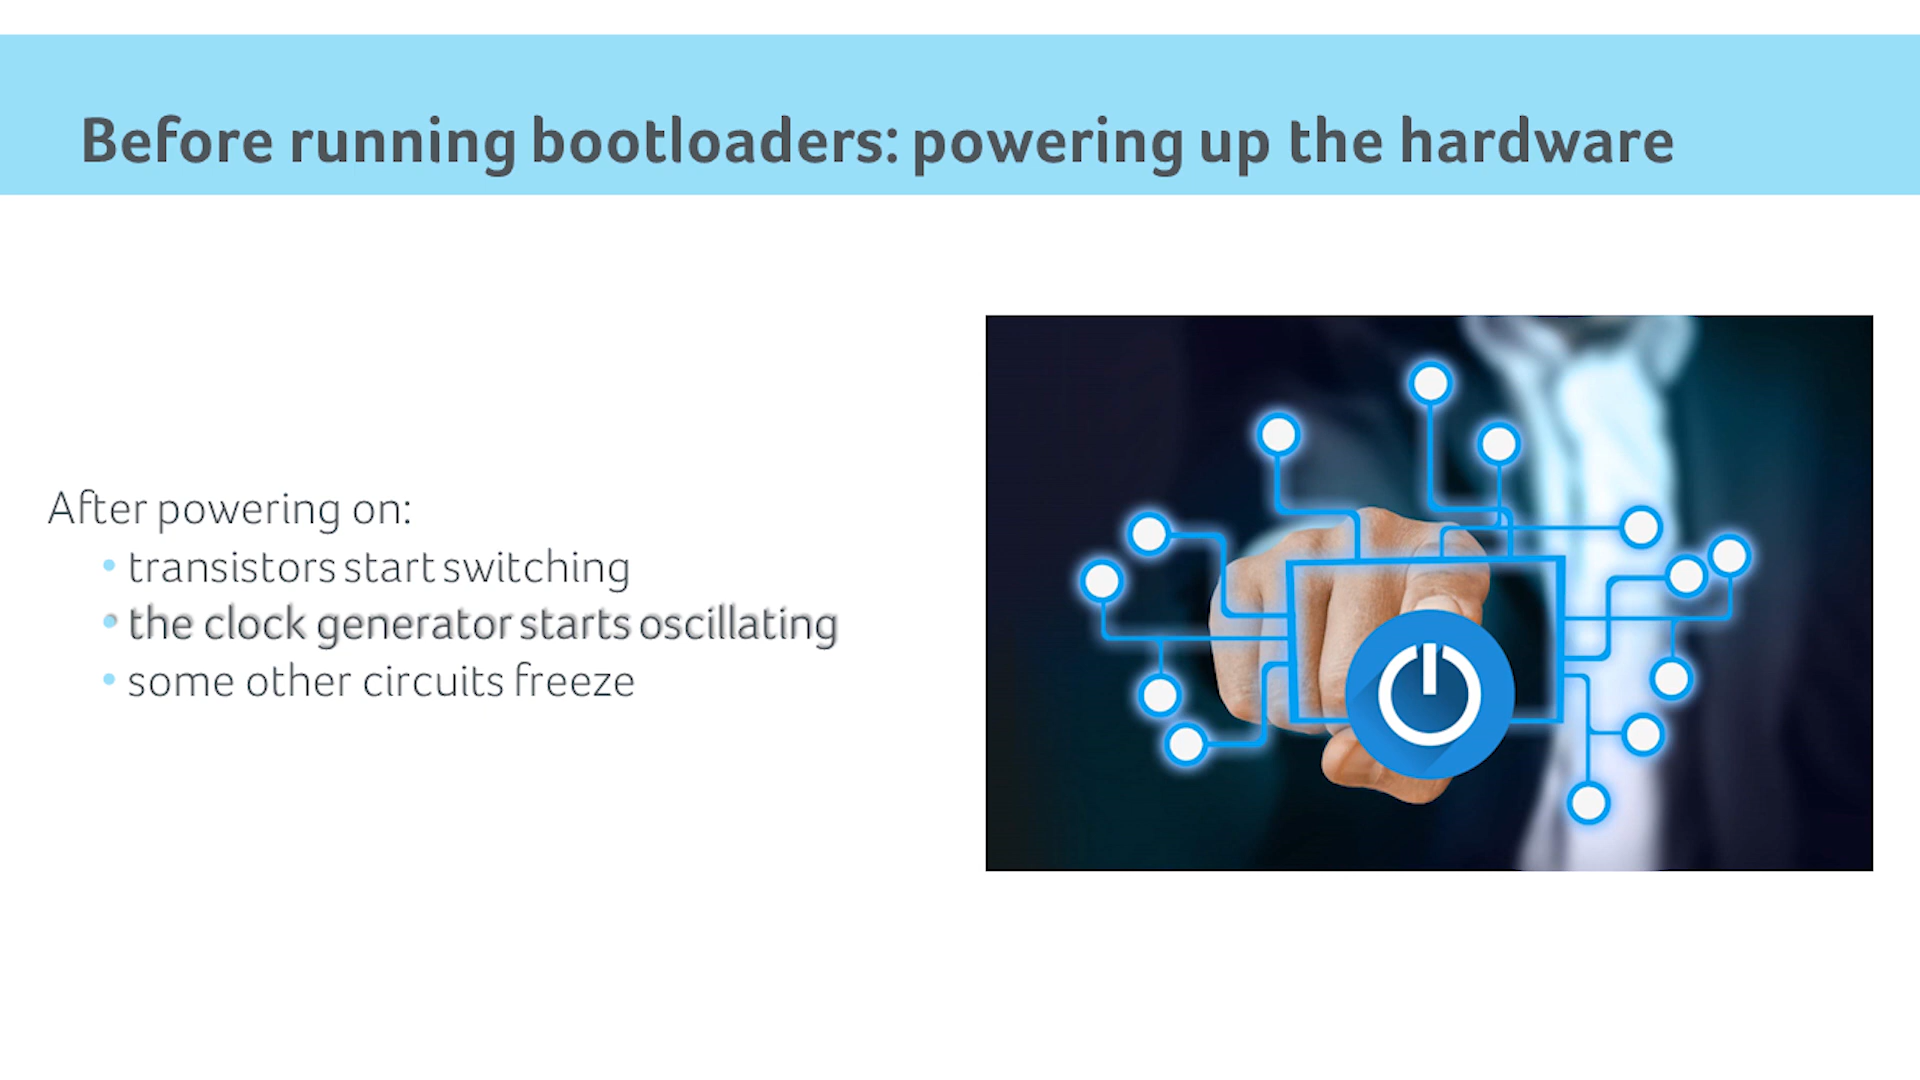 Before running bootloaders: powering up the hardware
After powering on:
• transistors start switching
• the clock generator starts oscillating
• some other circuits freeze